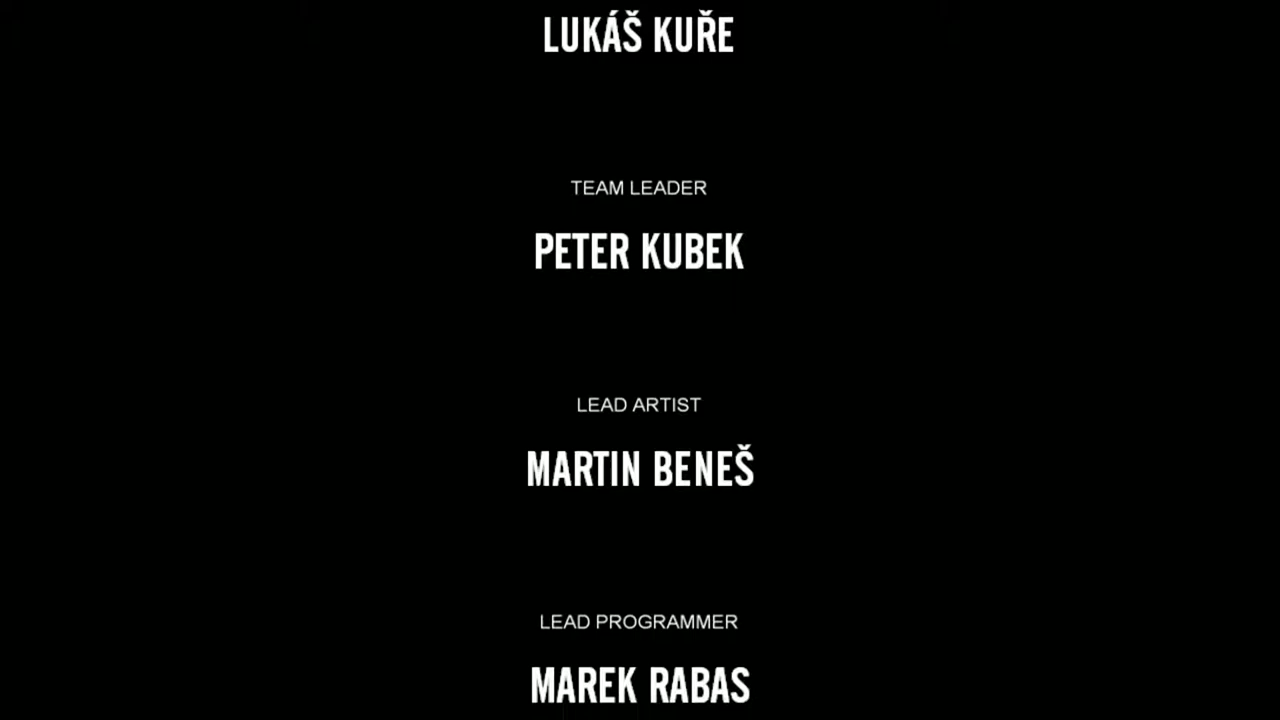 LUKÁŠ KUŘE
TEAM LEADER
PETER KUBEK
LEAD ARTIST
MARTIN BENEŠ
LEAD PROGRAMMER
MAREK RABAS